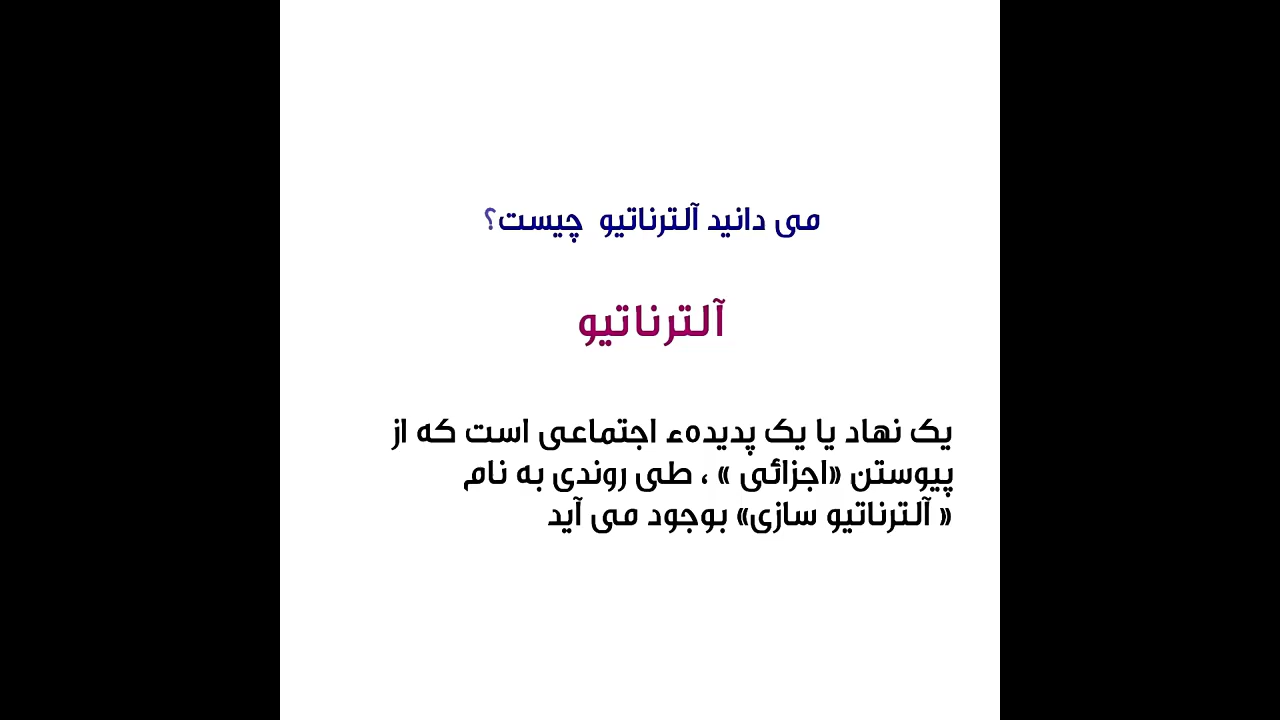 می دانید آلترناتیو چیست؟
آلترناتیو
یک نهاد یا یک پدیدهء اجتماعی است که از
پیوستن «اجزائی » ، طی روندی به نام
« آلترناتیو سازی» بوجود می آید